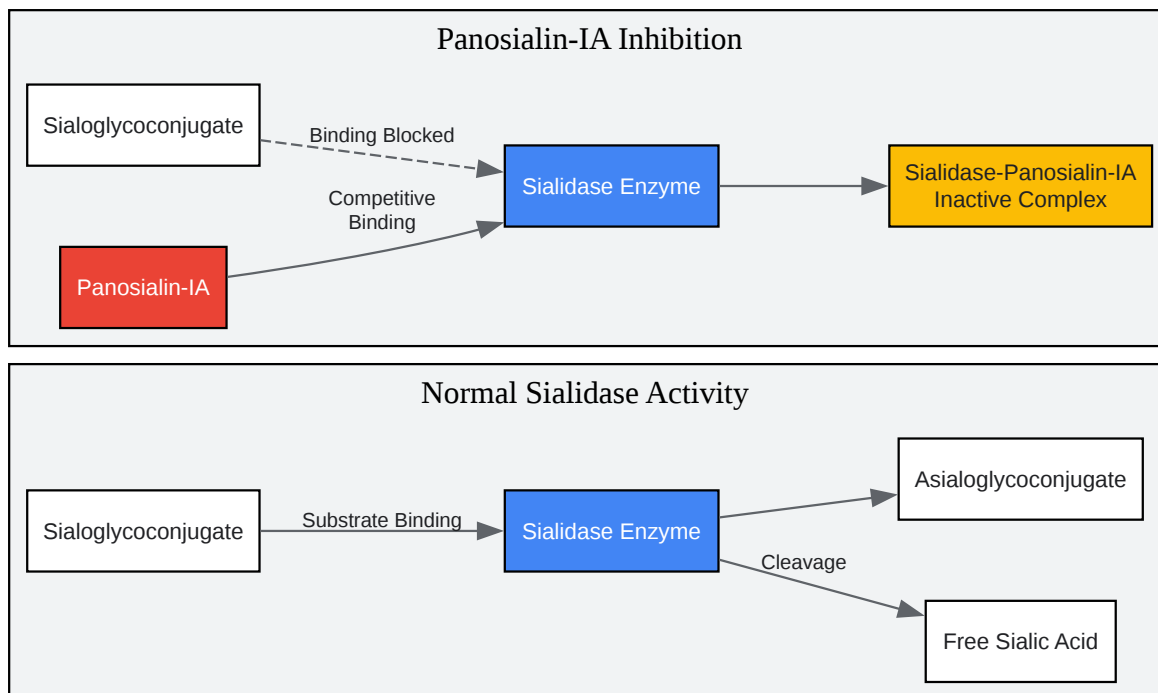 Panosialin-IA Inhibition
Sialoglycoconjugate
Binding Blocked
Sialidase Enzyme
Sialidase-Panosialin-IA
Inactive Complex
Competitive
Binding
Panosialin-IA
Normal Sialidase Activity
Sialoglycoconjugate
Substrate Binding
Sialidase Enzyme
Asialoglycoconjugate
Cleavage
Free Sialic Acid